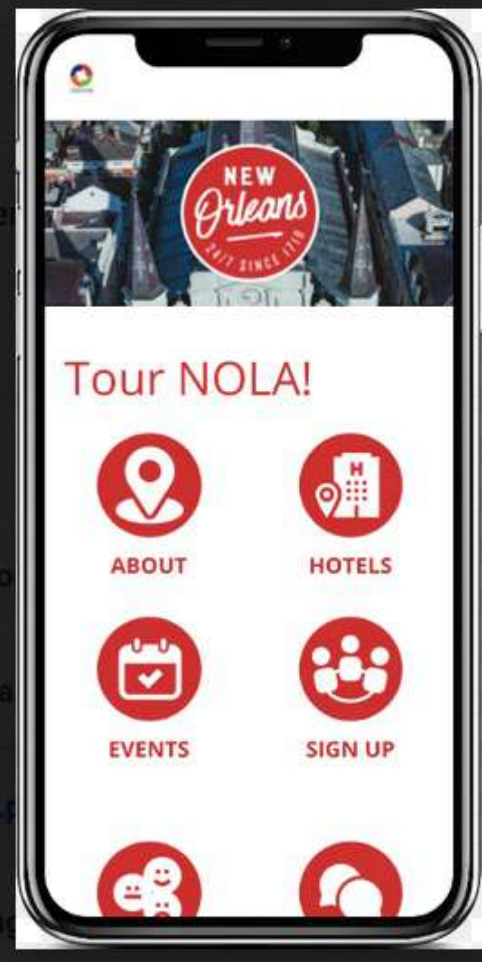 NEW
Orleans
24/7 SINCE 1718
Tour NOLA!
H
ABOUT
HOTELS
EVENTS
SIGN UP